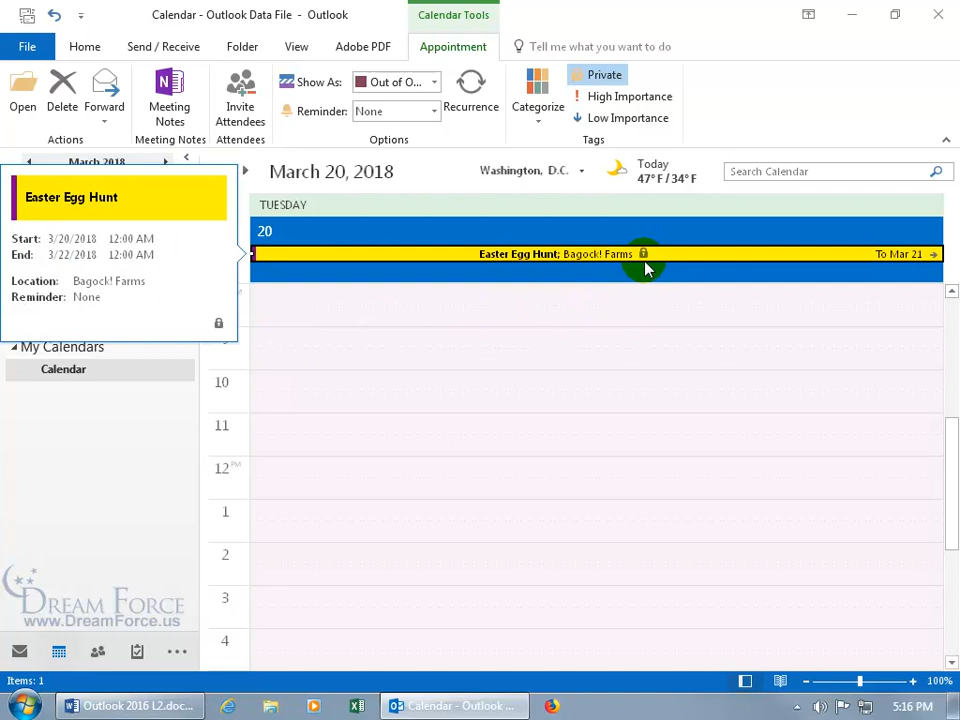 Calendar - Outlook Data File - Outlook
Calendar Tools
File
Home
Send / Receive
Folder
View
Adobe PDF
Appointment
Tell me what you want to do
Open
Delete
Forward
Actions
Meeting Notes
Meeting Notes
Invite Attendees
Attendees
Show As:
Out of O...
Reminder:
None
Recurrence
Options
Categorize
Private
High Importance
Low Importance
Tags
March 2018
March 20, 2018
Washington, D.C.
Today
47°F / 34°F
Search Calendar
Easter Egg Hunt
Start: 3/20/2018 12:00 AM
End: 3/22/2018 12:00 AM
Location: Bagock! Farms
Reminder: None
TUESDAY
20
Easter Egg Hunt; Bagock! Farms
To Mar 21
My Calendars
Calendar
10
11
12 PM
1
2
3
4
DREAM FORCE
www.DreamForce.us
Items: 1
100%
Outlook 2016 L2.doc...
Calendar - Outlook ...
5:16 PM